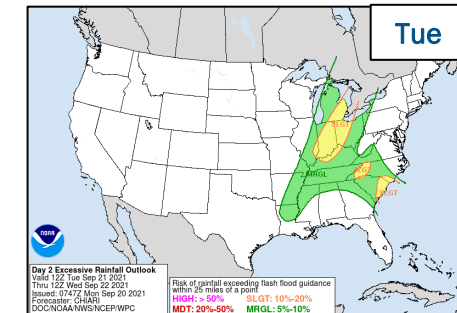 Tue
SLGT
MRGL
SLGT
SLGT
NOAA
Day 2 Excessive Rainfall Outlook
Valid 12Z Tue Sep 21 2021
Thru 12Z Wed Sep 22 2021
Issued: 0747Z Mon Sep 20 2021
Forecaster: CHIARI
DOC/NOAA/NWS/NCEP/WPC
Risk of rainfall exceeding flash flood guidance
within 25 miles of a point
HIGH: > 50% SLGT: 10%-20%
MDT: 20%-50% MRGL: 5%-10%